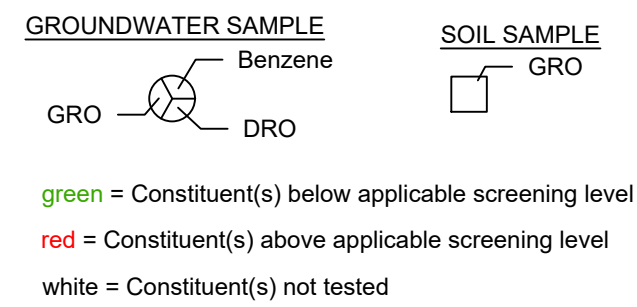 GROUNDWATER SAMPLE
Benzene
GRO
DRO
SOIL SAMPLE
GRO
green = Constituent(s) below applicable screening level
red = Constituent(s) above applicable screening level
white = Constituent(s) not tested